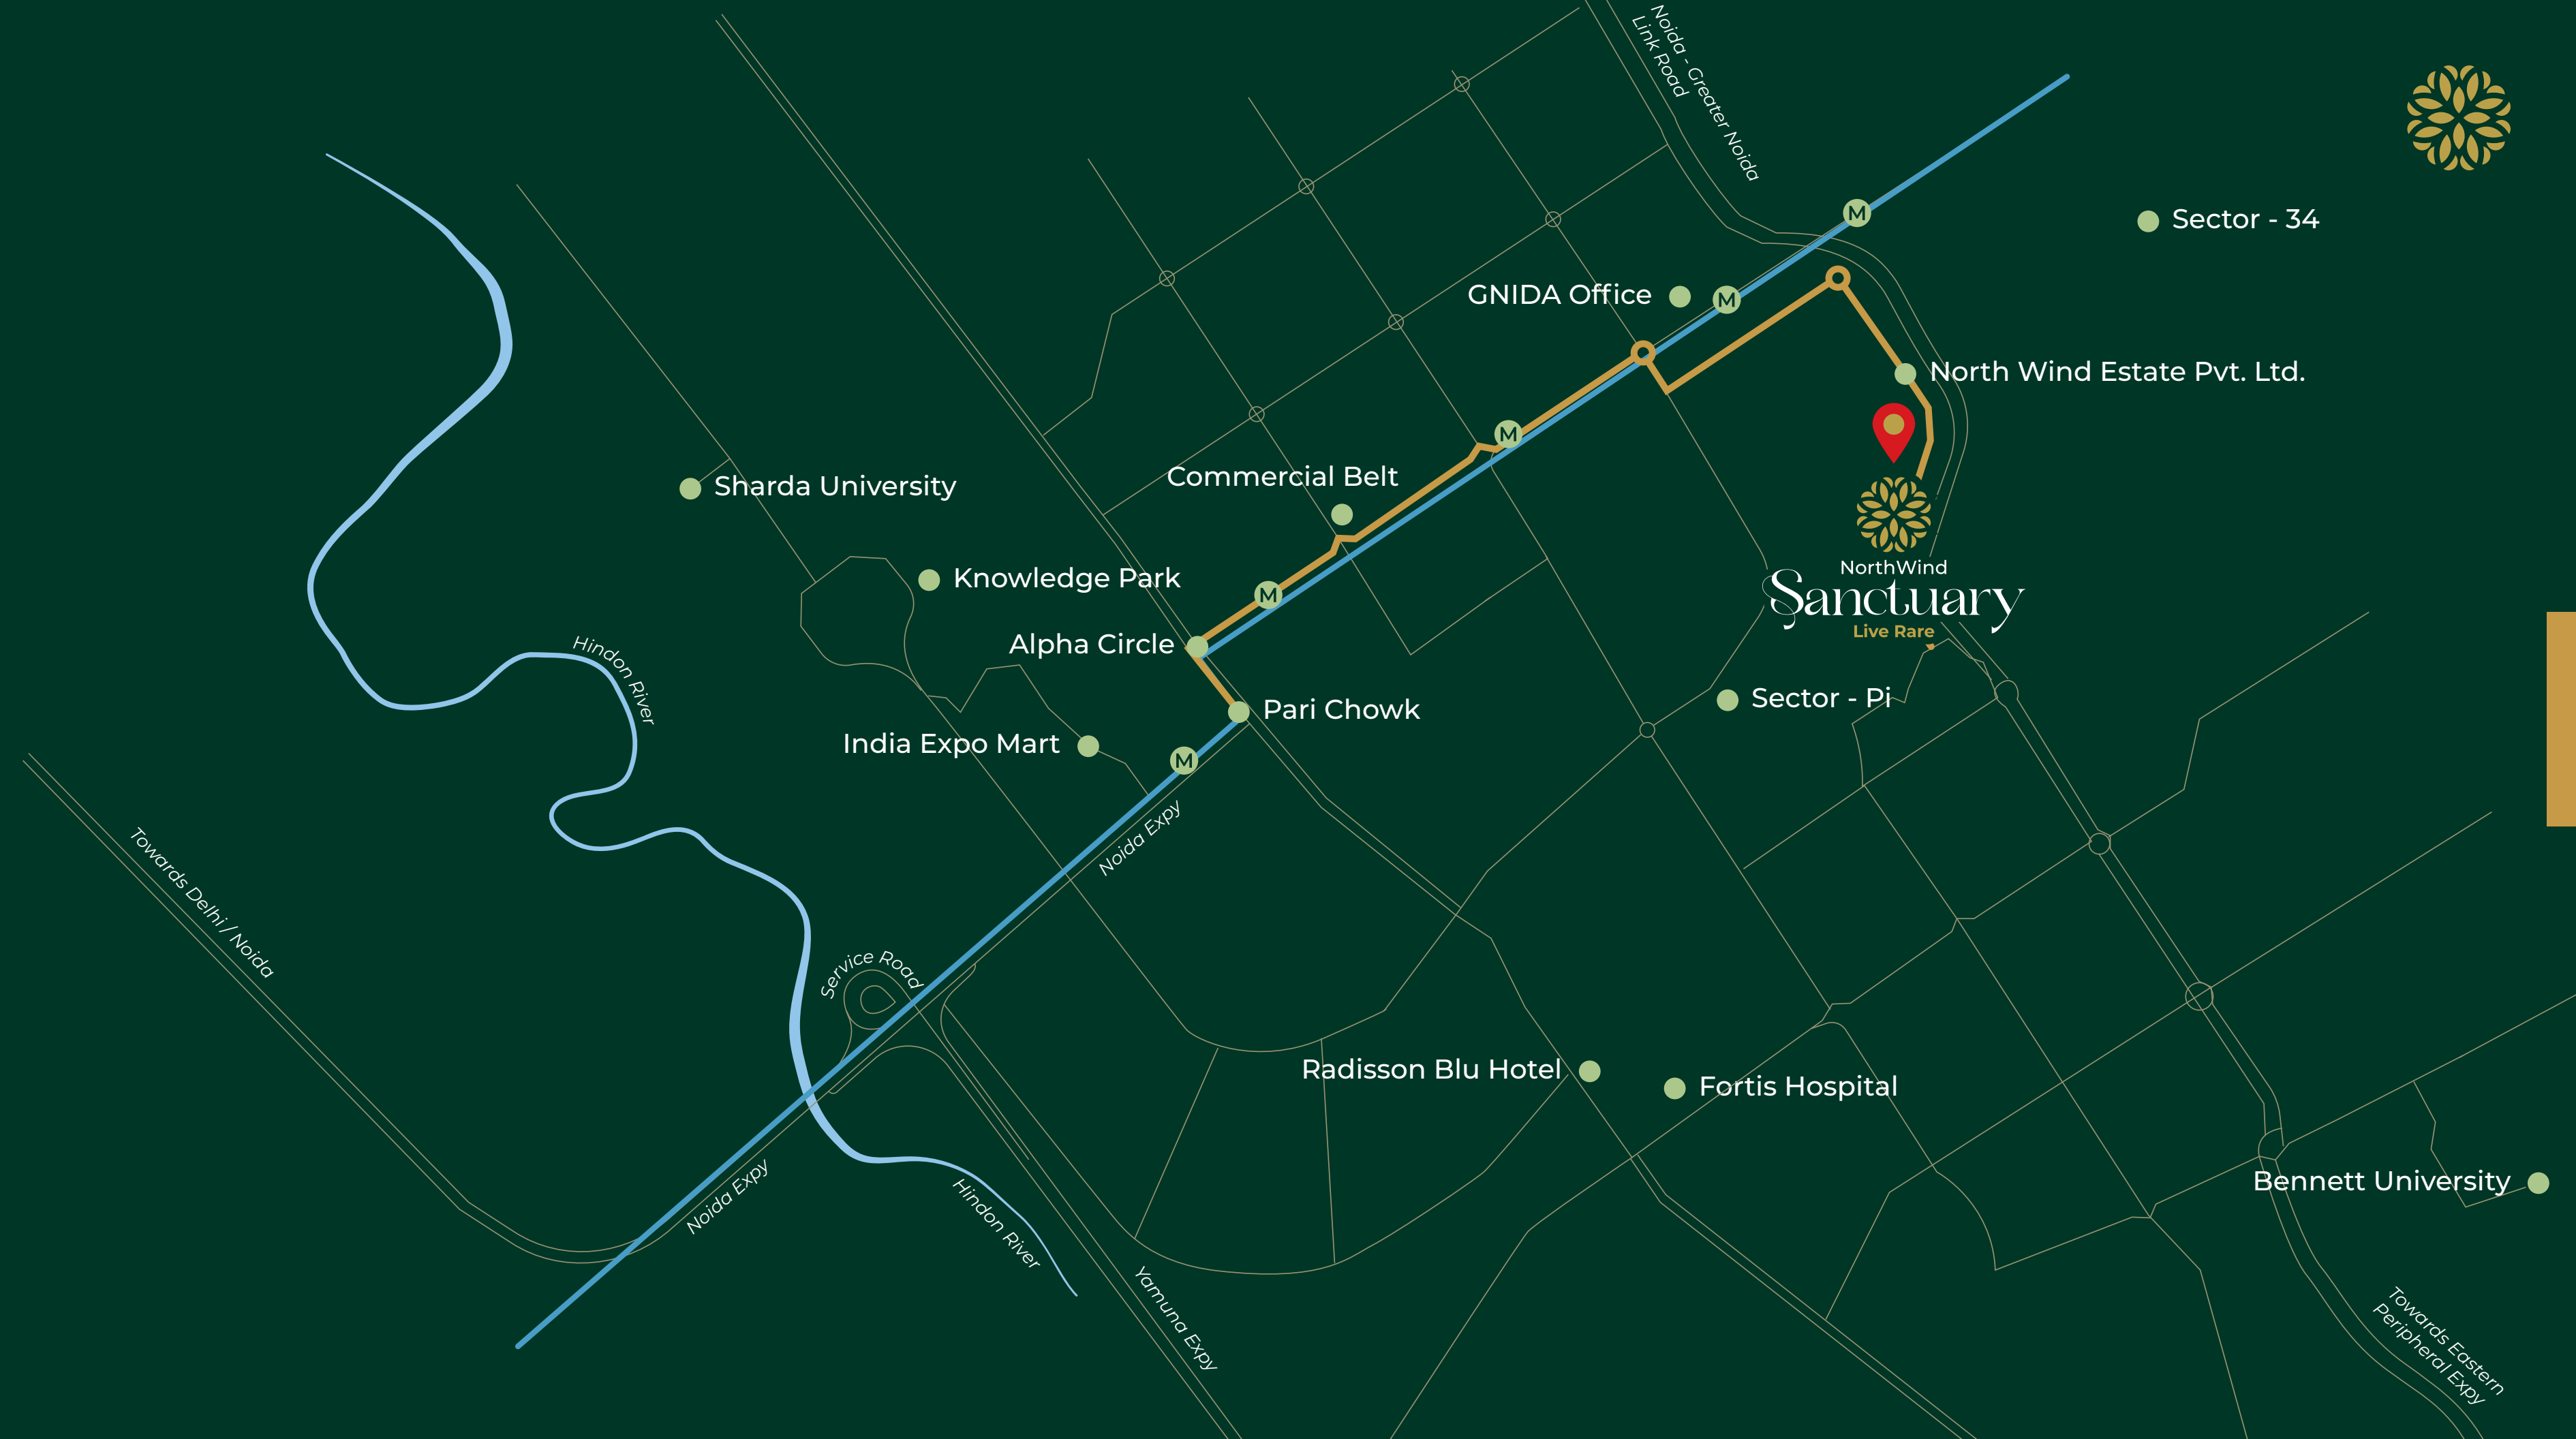 Noida - Greater Noida
Link Road
M
Sector - 34
GNIDA Office
M
North Wind Estate Pvt. Ltd.
M
Commercial Belt
Sharda University
Knowledge Park
M
NorthWind
Sanctuary
Live Rare
Alpha Circle
Hindon River
Sector - Pi
Pari Chowk
India Expo Mart
M
Noida Expy
Towards Delhi / Noida
Service Road
Radisson Blu Hotel
Fortis Hospital
Bennett University
Noida Expy
Hindon River
Yamuna Expy
Towards Eastern
Peripheral Expy